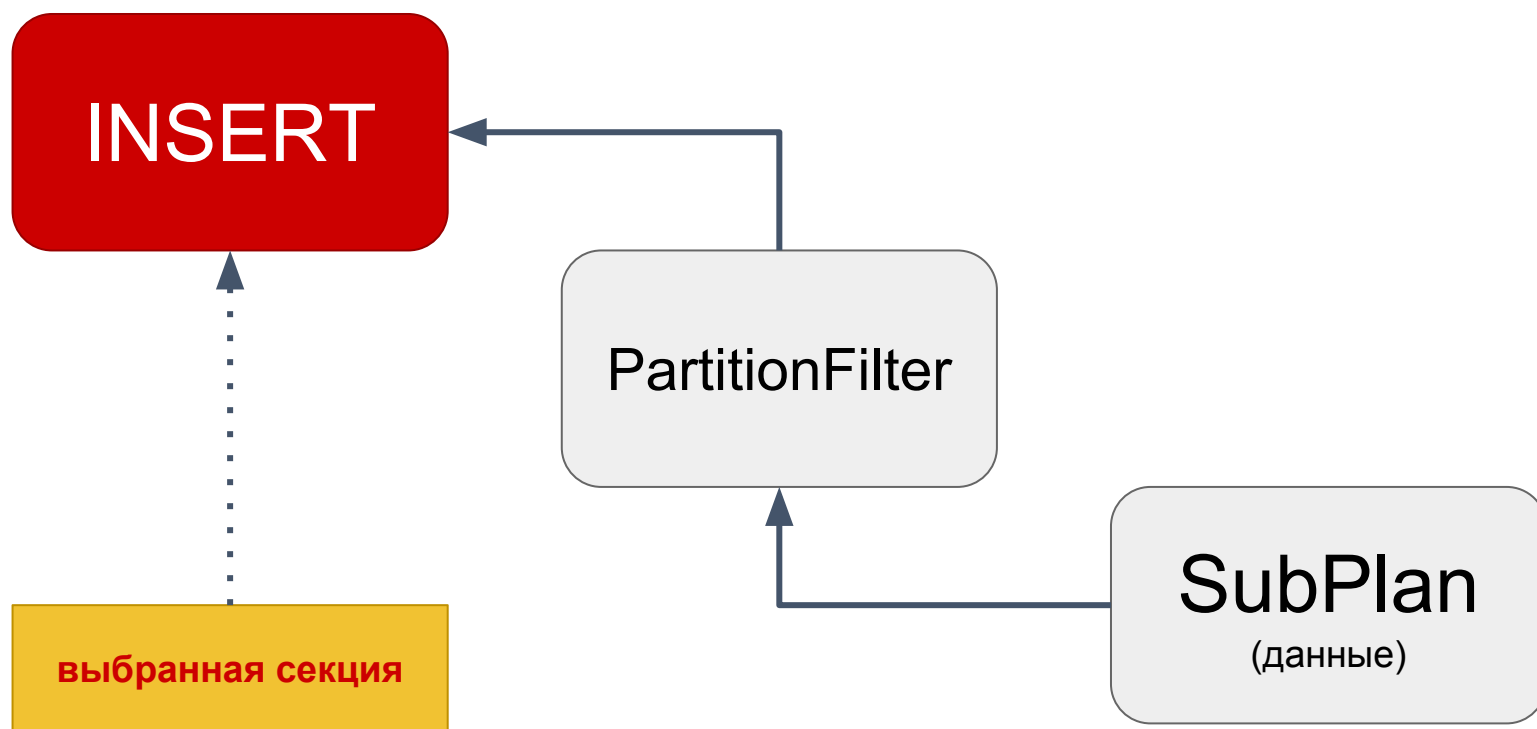 INSERT
PartitionFilter
SubPlan
(данные)
выбранная секция